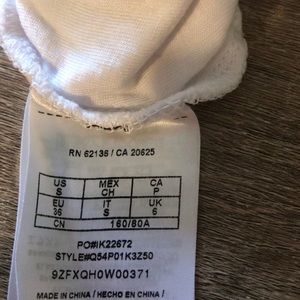 RN 62136 / CA 20625
US MEX CA
S CH P
EU IT UK
36 S 6
CN 160/80A
PO#IK22672
STYLE#Q54P01K3Z50
9ZFXQH0W00371
MADE IN CHINA / HECHO EN CHINA /